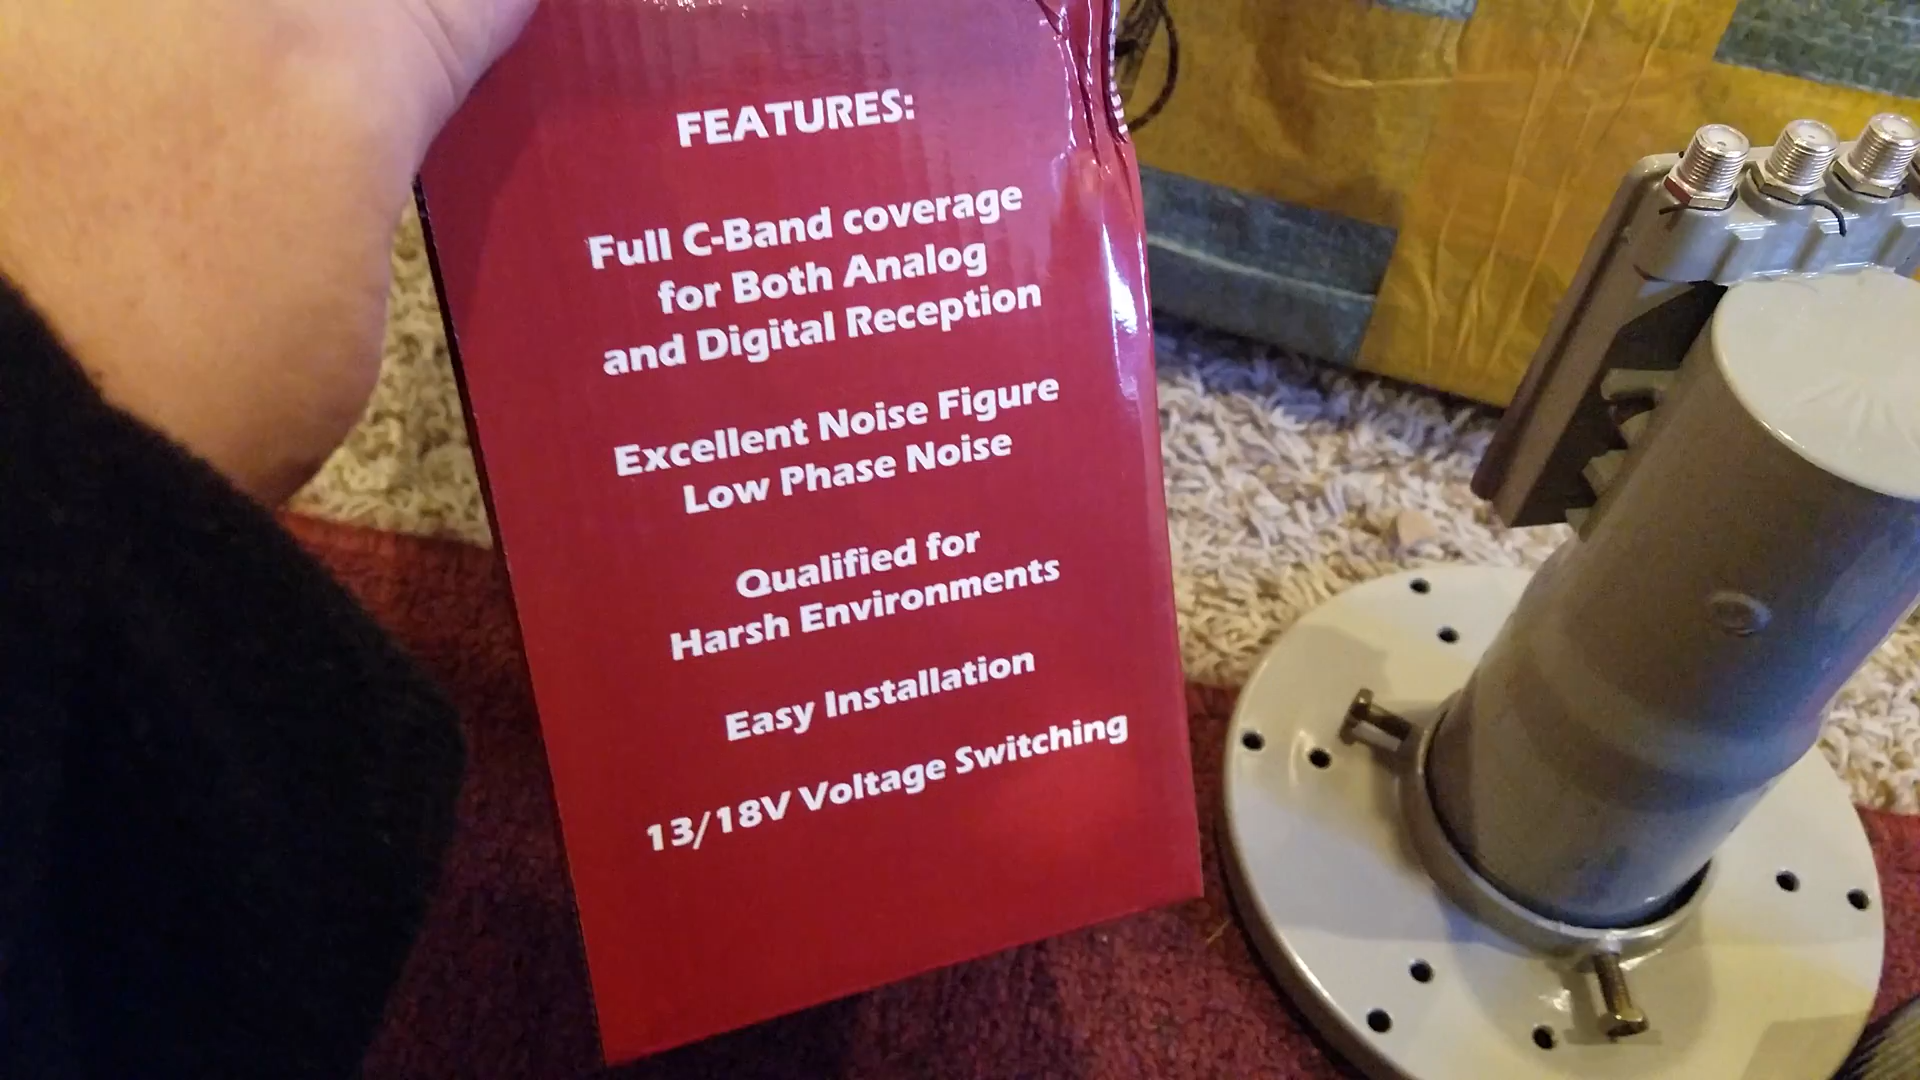 FEATURES:
Full C-Band coverage
for Both Analog
and Digital Reception
Excellent Noise Figure
Low Phase Noise
Qualified for
Harsh Environments
Easy Installation
13/18V Voltage Switching